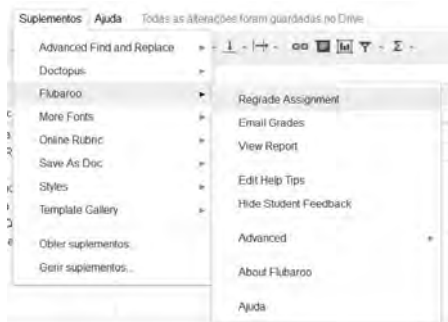 Suplementos Ajuda Todas as alterações foram guardadas no Drive
Advanced Find and Replace
Doctopus
Flubaroo
More Fonts
Online Rubric
Save As Doc
Styles
Template Gallery
Obter suplementos...
Gerir suplementos...
Regrade Assignment
Email Grades
View Report
Edit Help Tips
Hide Student Feedback
Advanced
About Flubaroo
Ajuda